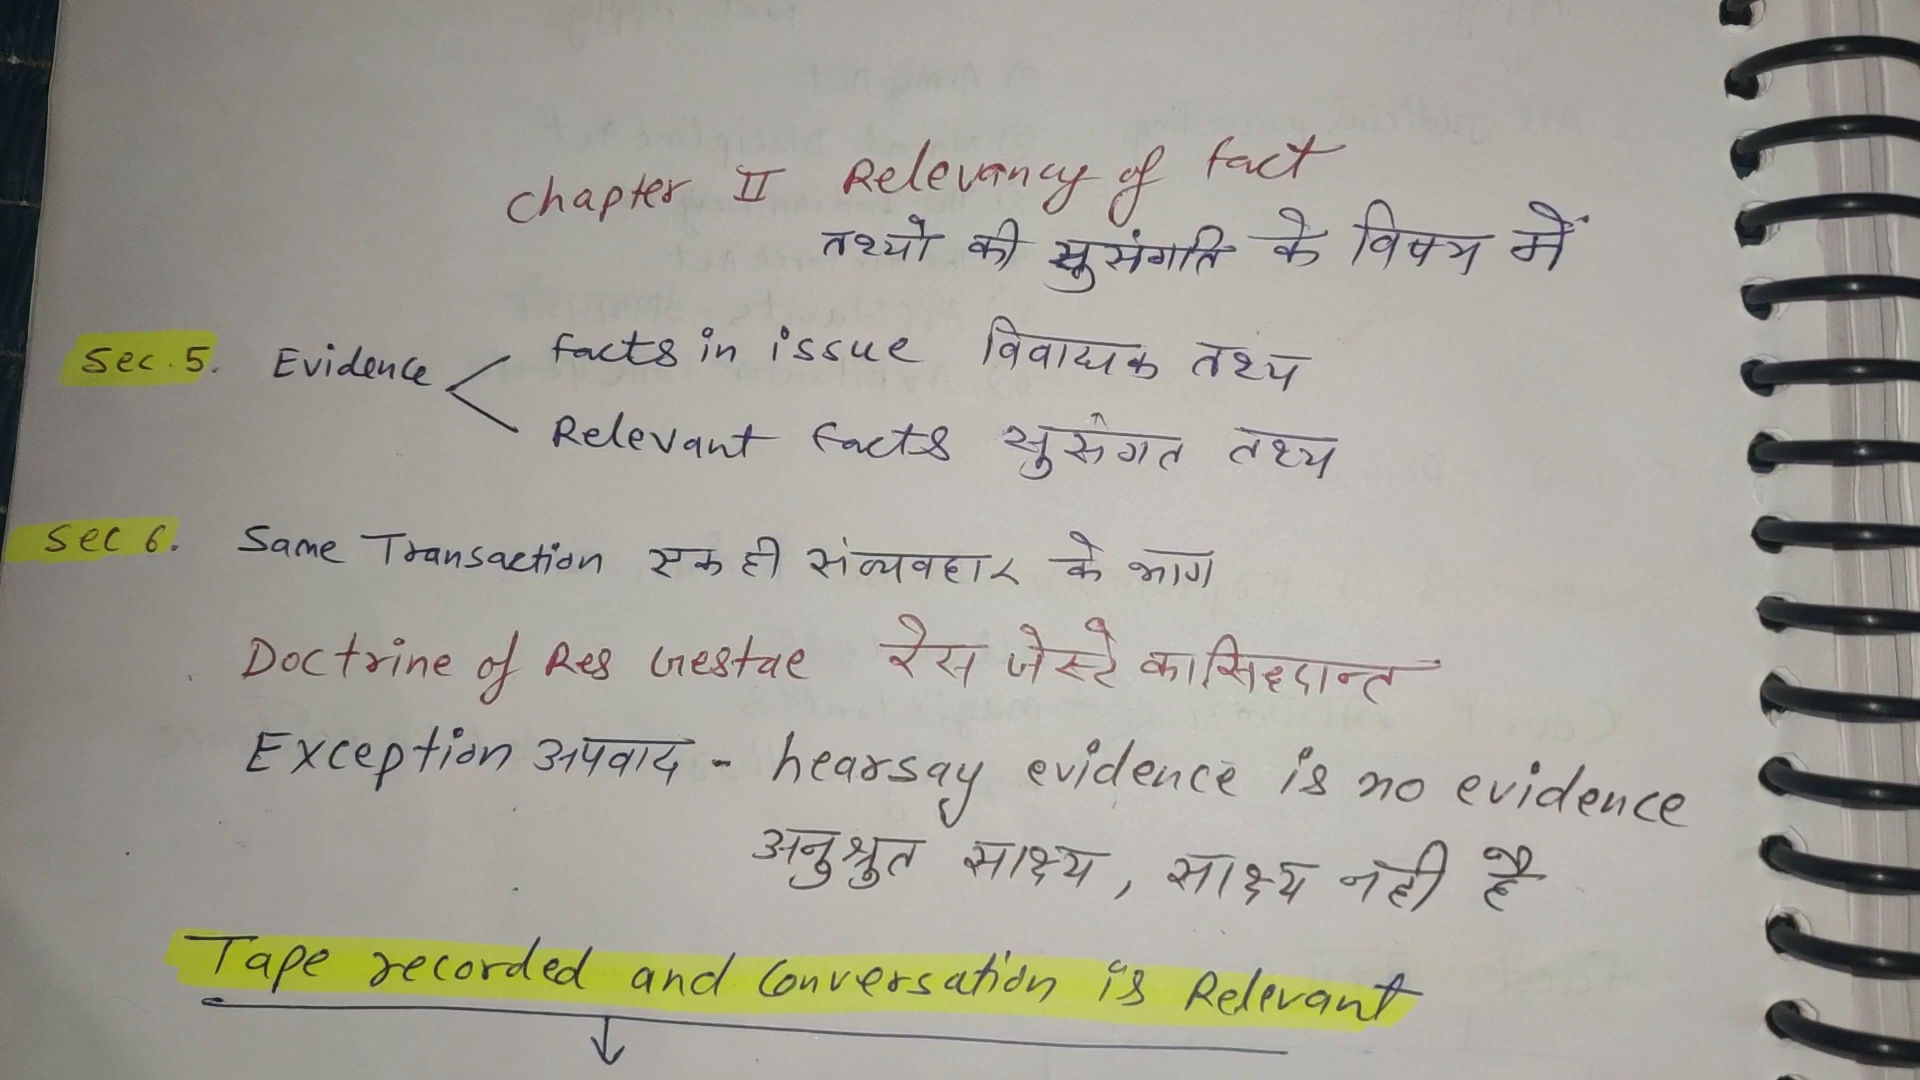 Chapter II Relevancy of fact
तथ्यो की सुसंगति के विषय में
Sec. 5. Evidence < facts in issue विवाद्यक तथ्य
Relevant facts सुसंगत तथ्य
Sec 6. Same Transaction एक ही संव्यवहार के भाग
Doctrine of Res Gestae रेस जेस्टे का सिद्दान्त
Exception अपवाद - hearsay evidence is no evidence
अनुश्रुत साक्ष्य, साक्ष्य नही है
Tape recorded and Conversation is Relevant